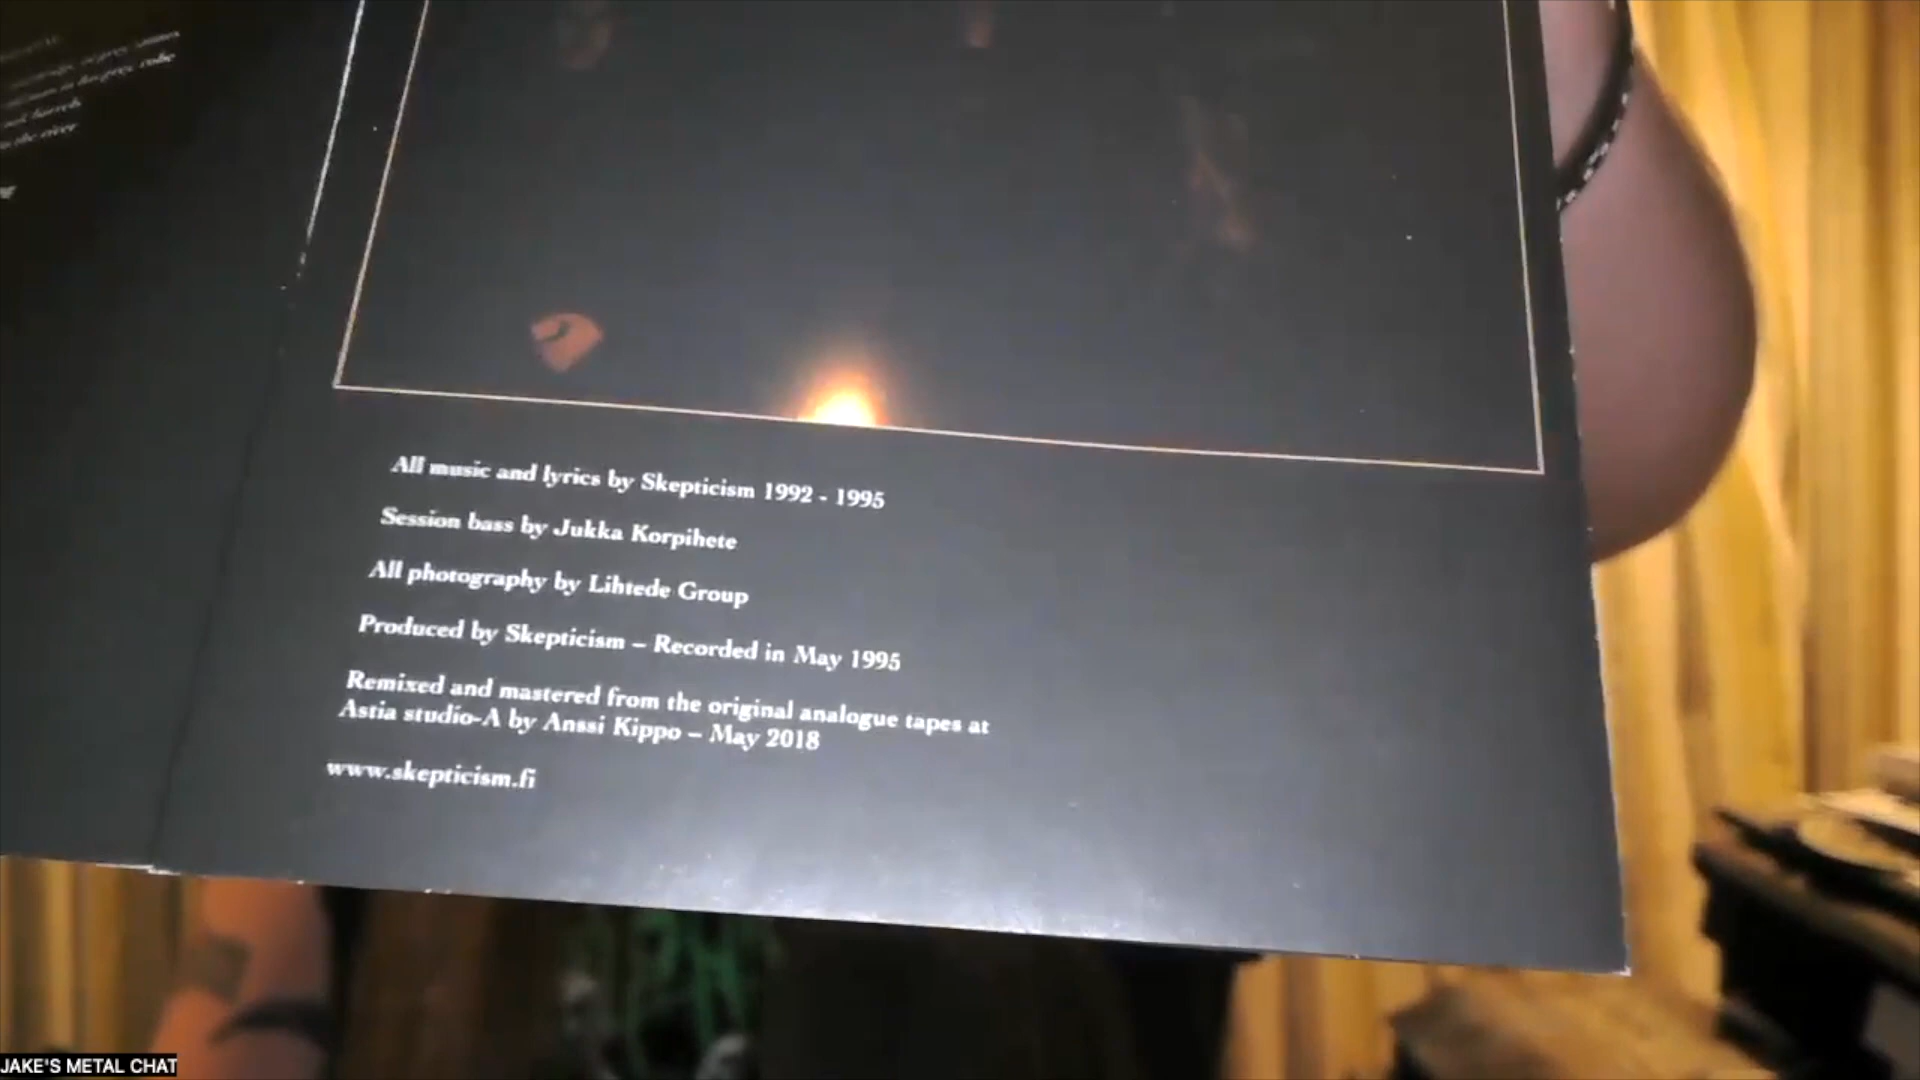 All music and lyrics by Skepticism 1992 - 1995
Session bass by Jukka Korpihete
All photography by Lihtede Group
Produced by Skepticism – Recorded in May 1995
Remixed and mastered from the original analogue tapes at
Astia studio-A by Anssi Kippo – May 2018
www.skepticism.fi
JAKE'S METAL CHAT